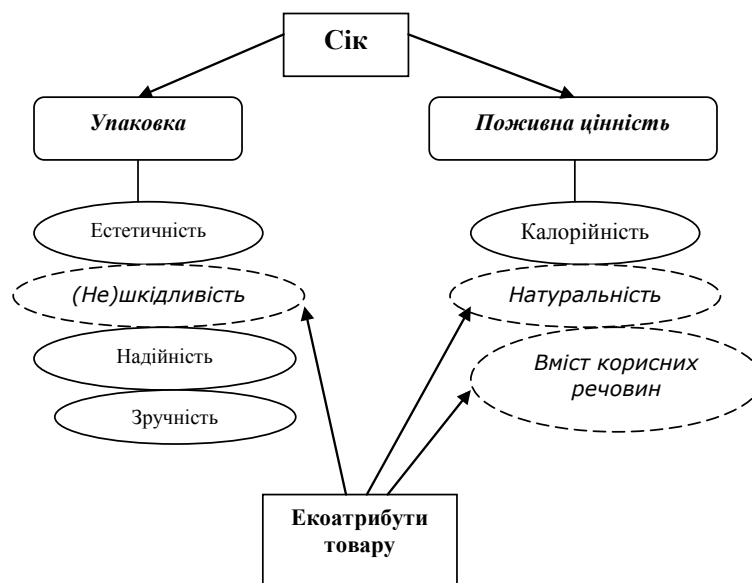 Сік
Упаковка
Поживна цінність
Естетичність
Калорійність
(Не)шкідливість
Натуральність
Надійність
Вміст корисних
речовин
Зручність
Екоатрибути
товару